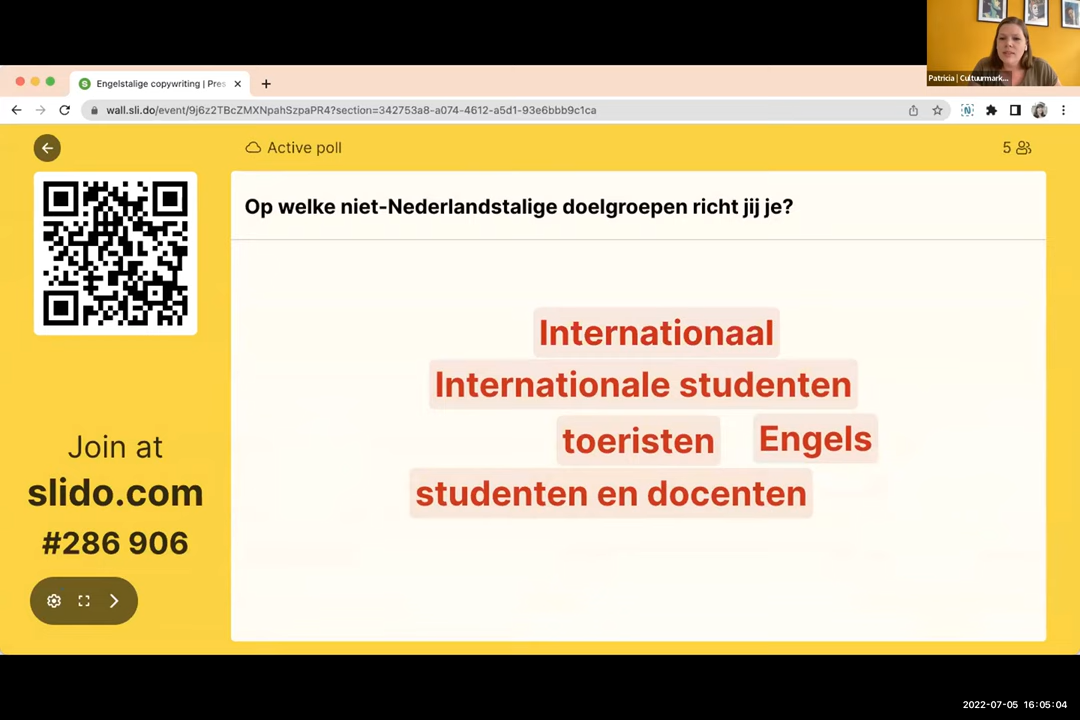 Patricia | Cultuurmark...
Engelstalige copywriting | Pres
wall.sli.do/event/9j6z2TBcZMXNpahSzpaPR4?section=342753a8-a074-4612-a5d1-93e6bbb9c1ca
Active poll
5
Op welke niet-Nederlandstalige doelgroepen richt jij je?
Internationaal
Internationale studenten
toeristen Engels
studenten en docenten
Join at
slido.com
#286 906
2022-07-05 16:05:04